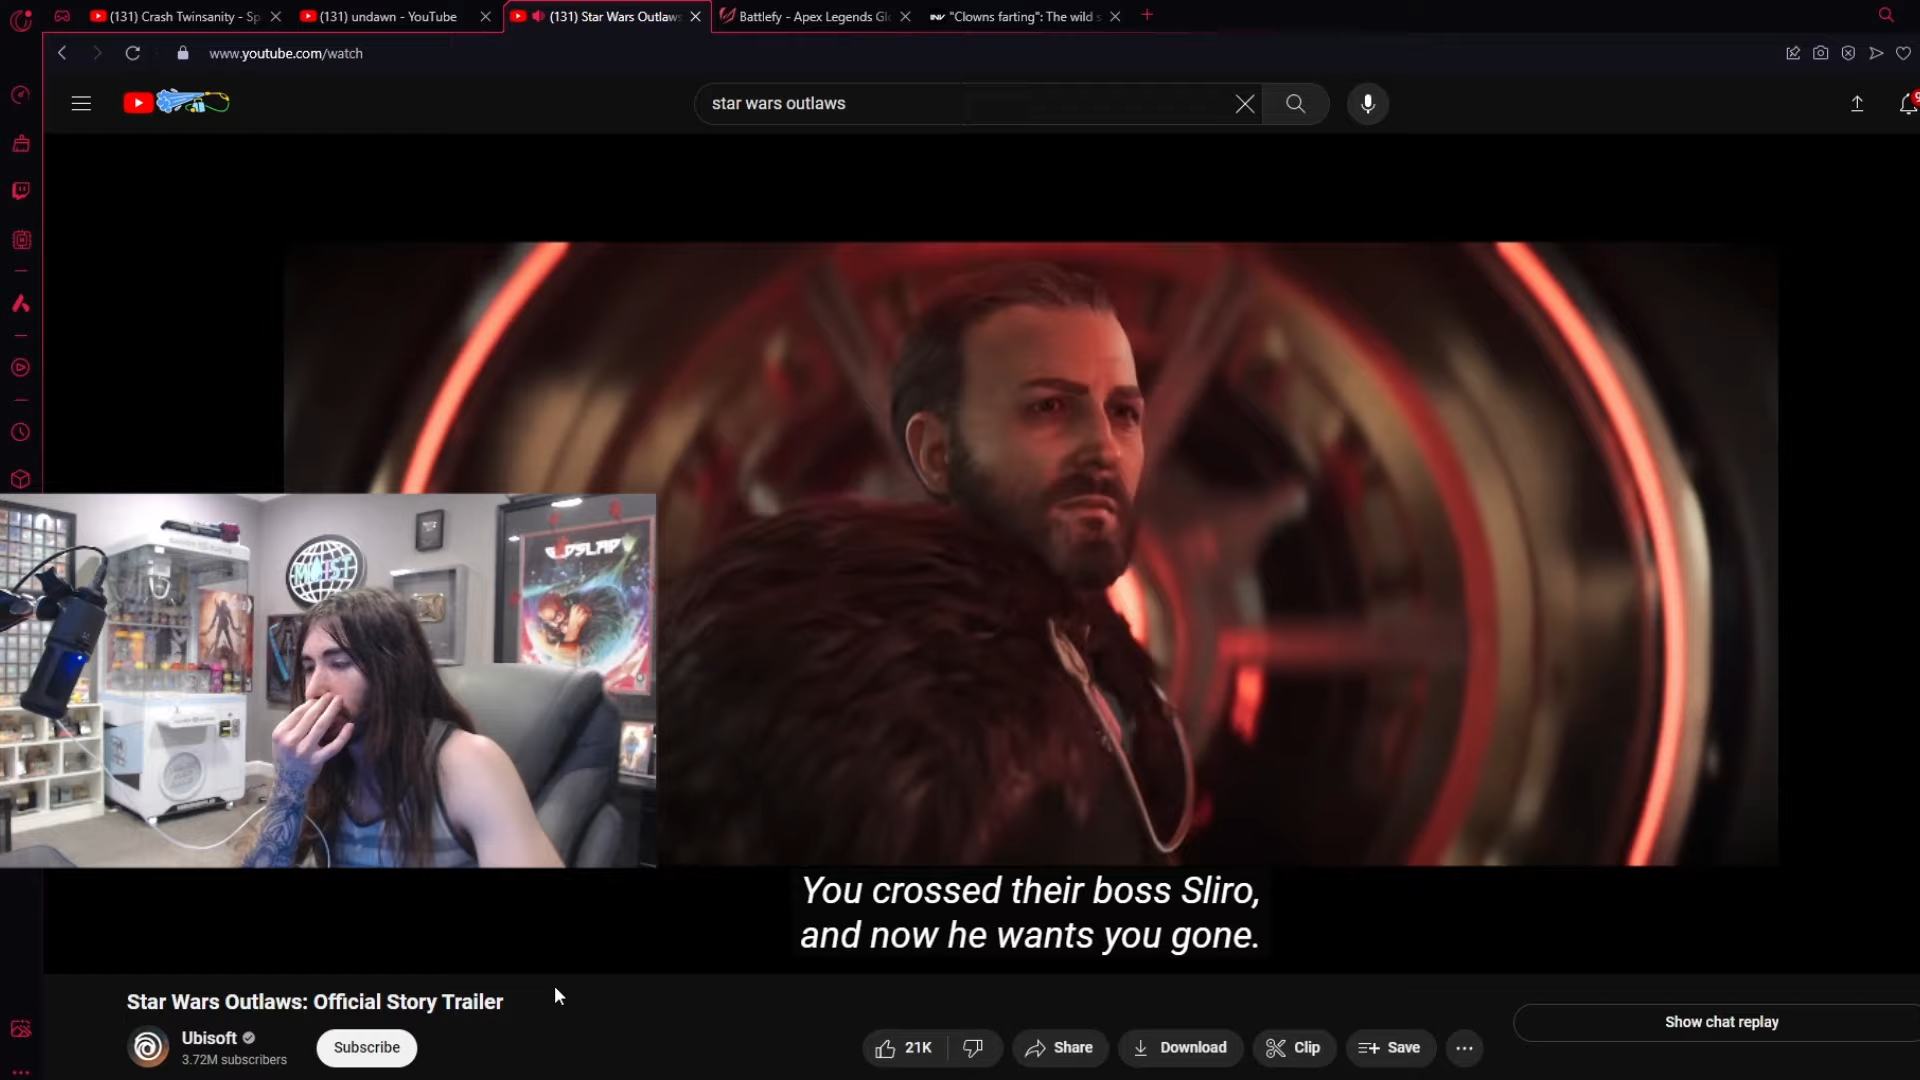 (131) Crash Twinsanity - Sp
(131) undawn - YouTube
(131) Star Wars Outlaws
Battlefy - Apex Legends Gl
"Clowns farting": The wild s
www.youtube.com/watch
star wars outlaws
MOIST
GODSLAP
You crossed their boss Sliro,
and now he wants you gone.
Star Wars Outlaws: Official Story Trailer
Ubisoft
3.72M subscribers
Subscribe
21K
Share
Download
Clip
Save
Show chat replay